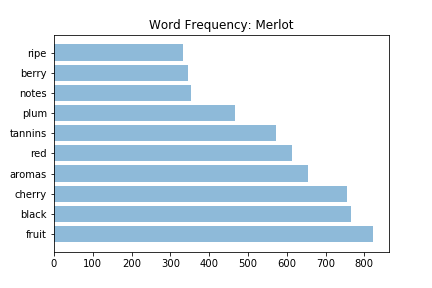 Word Frequency: Merlot
ripe
berry
notes
plum
tannins
red
aromas
cherry
black
fruit
0 100 200 300 400 500 600 700 800